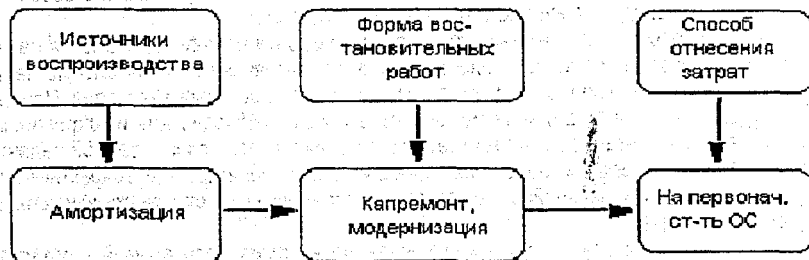 Источники
воспроизводства
Форма вос-
тановительных
работ
Способ
отнесения
затрат
Амортизация
Капремонт,
модернизация
На первонач.
ст-ть ОС